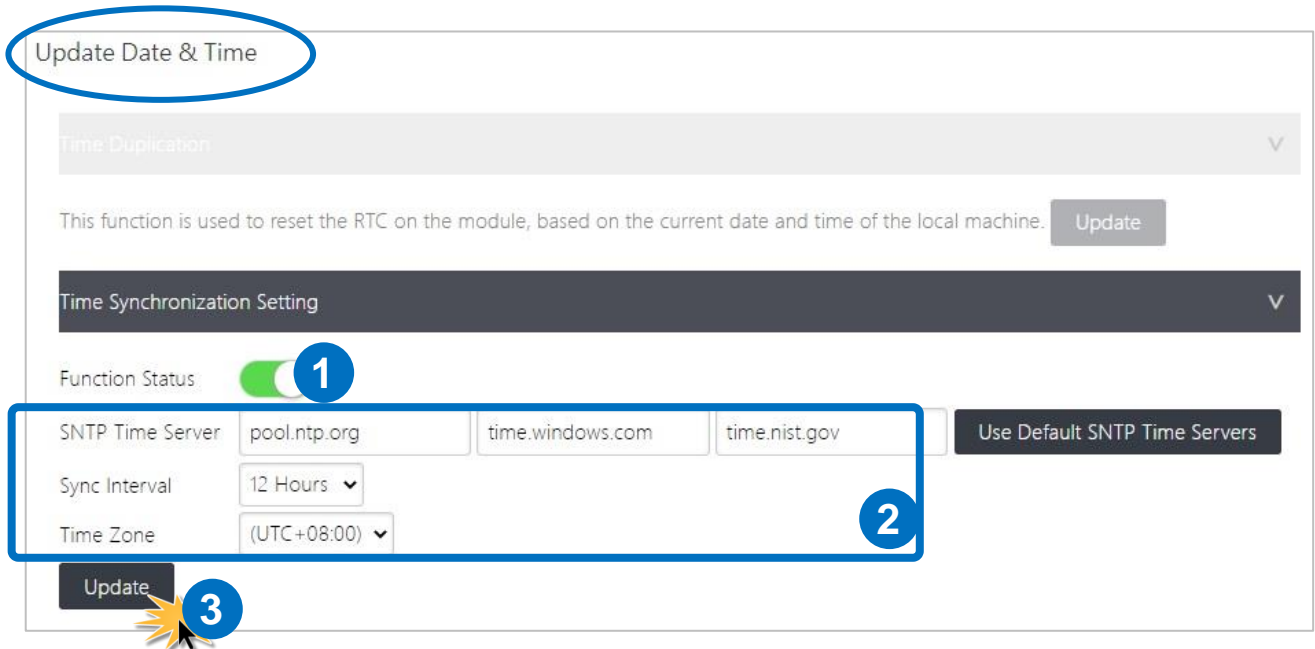 Update Date & Time
Time Duplication V
This function is used to reset the RTC on the module, based on the current date and time of the local machine. Update
Time Synchronization Setting V
Function Status 1
SNTP Time Server pool.ntp.org time.windows.com time.nist.gov Use Default SNTP Time Servers
Sync Interval 12 Hours
2
Time Zone (UTC+08:00)
Update
3